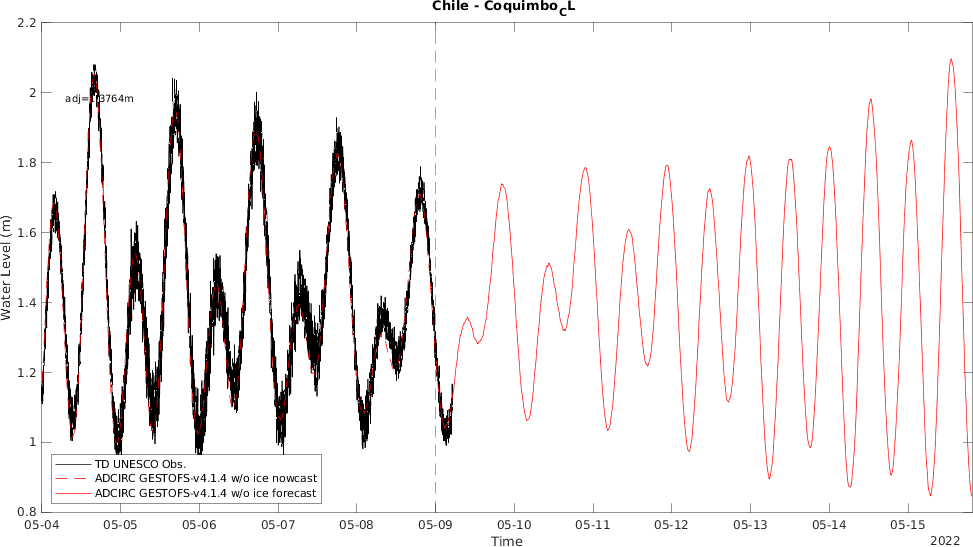 Chile - Coquimbo_CL
2.2
2
1.8
1.6
1.4
1.2
1
0.8
Water Level (m)
adj=1.3764m
TD UNESCO Obs.
ADCIRC GESTOFS-v4.1.4 w/o ice nowcast
ADCIRC GESTOFS-v4.1.4 w/o ice forecast
05-04 05-05 05-06 05-07 05-08 05-09 05-10 05-11 05-12 05-13 05-14 05-15
Time
2022